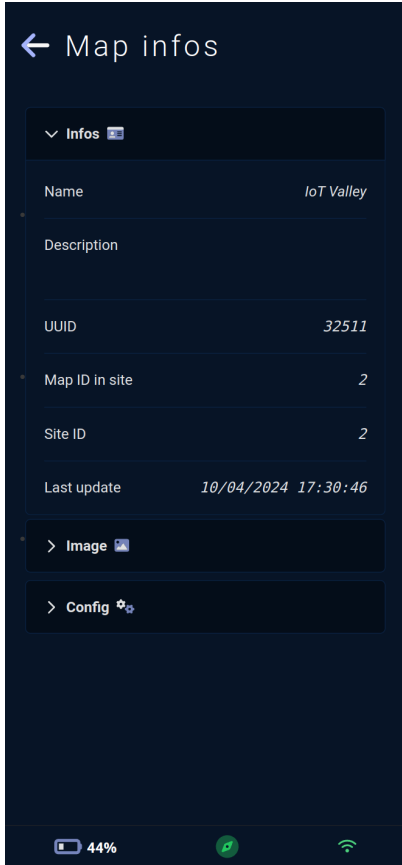 Map infos
Infos
Name IoT Valley
Description
UUID 32511
Map ID in site 2
Site ID 2
Last update 10/04/2024 17:30:46
Image
Config
44%